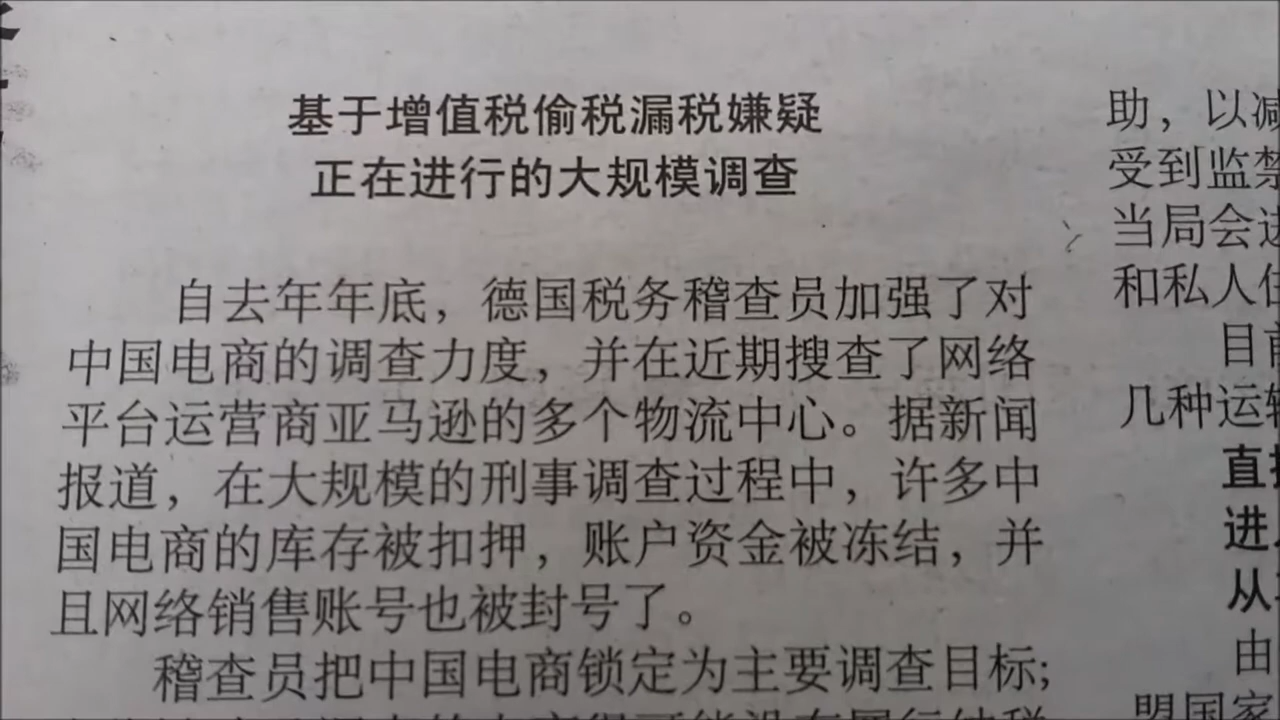 基于增值税偷税漏税嫌疑
正在进行的大规模调查
自去年年底，德国税务稽查员加强了对
中国电商的调查力度，并在近期搜查了网络
平台运营商亚马逊的多个物流中心。据新闻
报道，在大规模的刑事调查过程中，许多中
国电商的库存被扣押，账户资金被冻结，并
且网络销售账号也被封号了。
稽查员把中国电商锁定为主要调查目标;
助，以减
受到监禁
当局会
和私人
目前
几种运输
直
进
从
由
盟国家